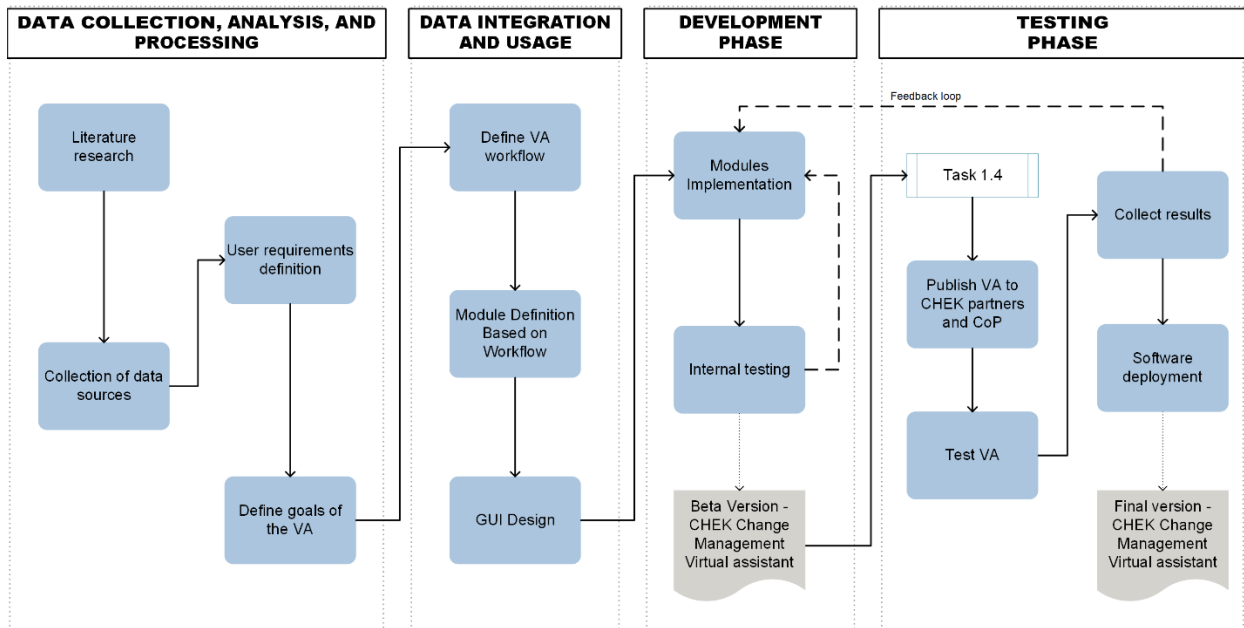 DATA COLLECTION, ANALYSIS, AND
PROCESSING
DATA INTEGRATION
AND USAGE
DEVELOPMENT
PHASE
TESTING
PHASE
Literature
research
Collection of data
sources
User requirements
definition
Define goals of
the VA
Define VA
workflow
Module Definition
Based on
Workflow
GUI Design
Modules
Implementation
Internal testing
Beta Version -
CHEK Change
Management
Virtual assistant
Feedback loop
Task 1.4
Publish VA to
CHEK partners
and CoP
Test VA
Collect results
Software
deployment
Final version -
CHEK Change
Management
Virtual assistant